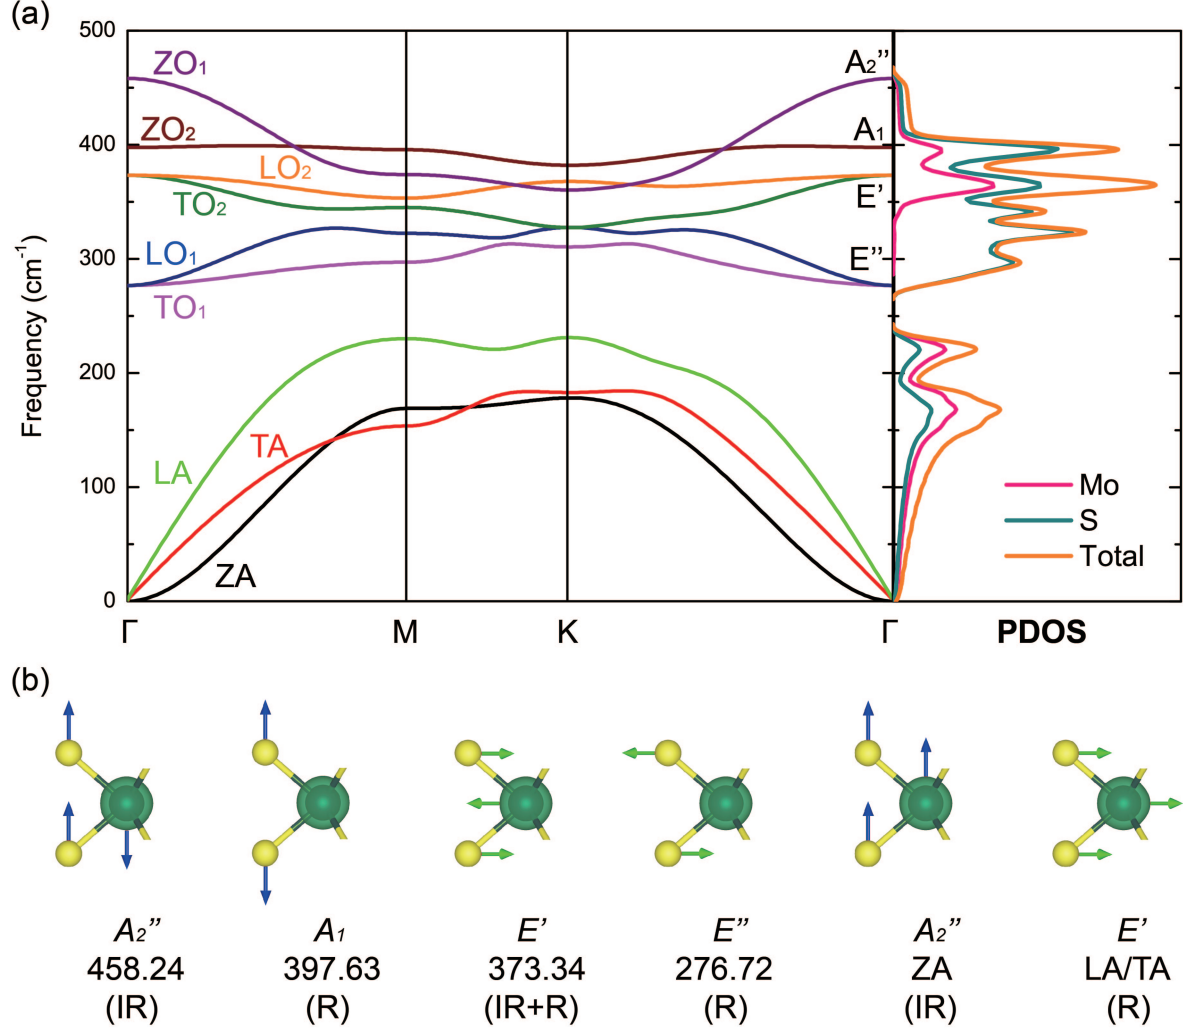 (a)
500
400
300
200
100
0
Frequency (cm⁻¹)
ZO₁
ZO₂
LO₂
TO₂
LO₁
TO₁
LA
TA
ZA
A₂’’
A₁
E’
E’’
Mo
S
Total
Γ M K Γ PDOS
(b)
A₂’’ A₁ E’ E’’ A₂’’ E’
458.24 397.63 373.34 276.72 ZA LA/TA
(IR) (R) (IR+R) (R) (IR) (R)